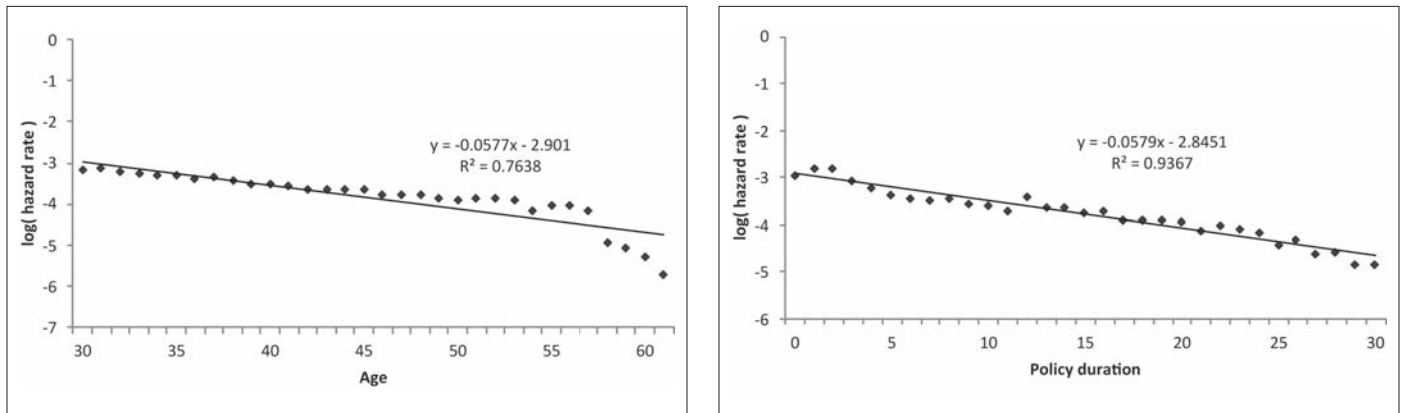 0
-1
-2
-3
-4
-5
-6
-7
log( hazard rate )
y = -0.0577x - 2.901
R² = 0.7638
30 35 40 45 50 55 60
Age
0
-1
-2
-3
-4
-5
-6
log( hazard rate )
y = -0.0579x - 2.8451
R² = 0.9367
0 5 10 15 20 25 30
Policy duration